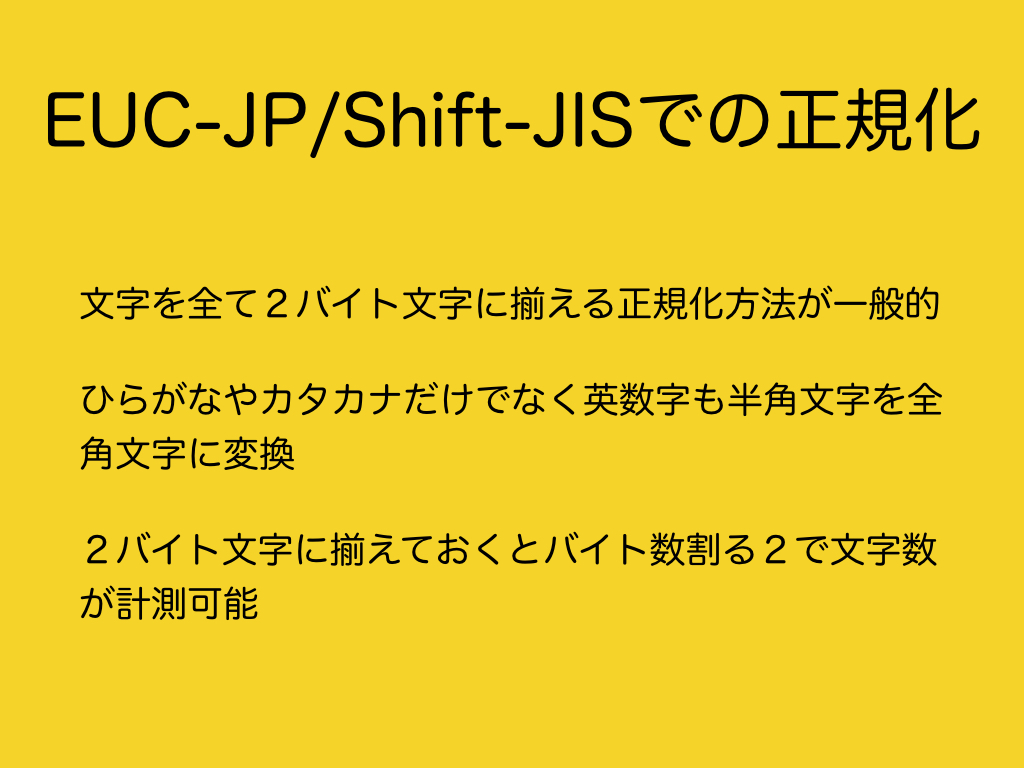 EUC-JP/Shift-JISでの正規化
文字を全て２バイト文字に揃える正規化方法が一般的
ひらがなやカタカナだけでなく英数字も半角文字を全
角文字に変換
２バイト文字に揃えておくとバイト数割る２で文字数
が計測可能